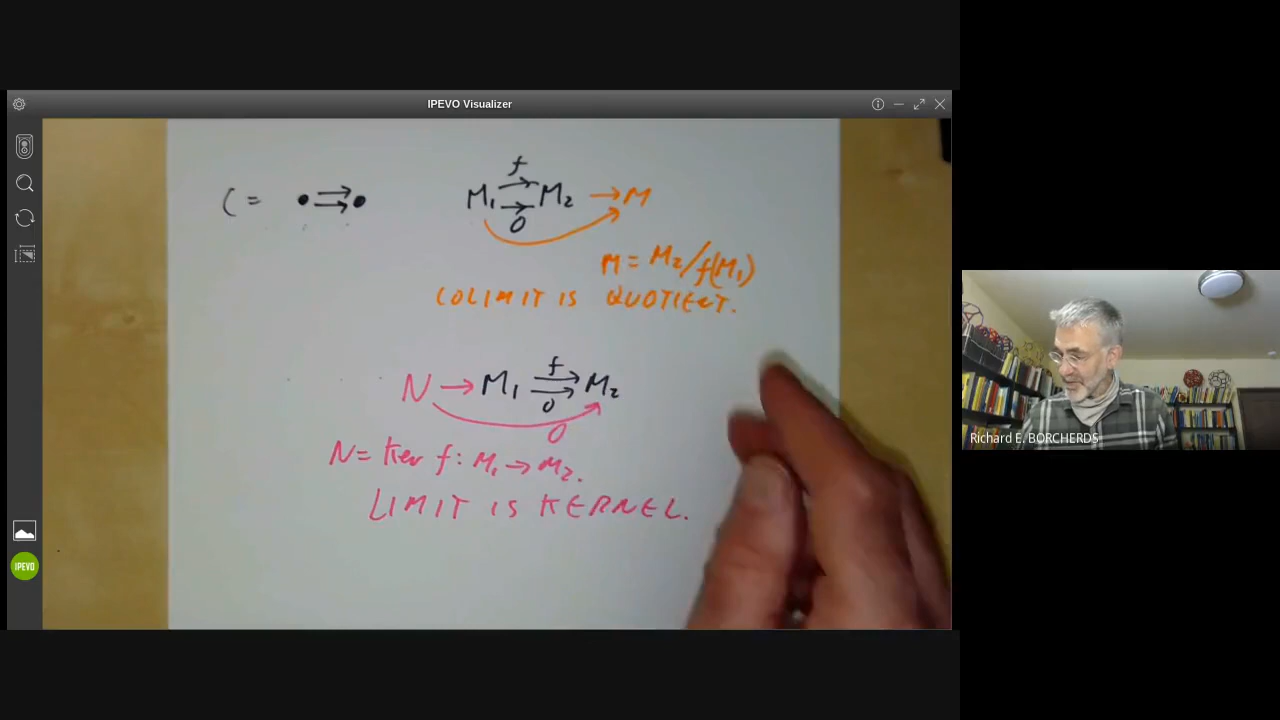 IPEVO Visualizer
C = • ⇉ • M₁ ⇉ M₂ → M
f
0
M = M₂/f(M₁)
COLIMIT IS QUOTIENT.
f
N → M₁ ⇉ M₂
0
0
N = Ker f : M₁ → M₂.
LIMIT IS KERNEL.
IPEVO
Richard E. BORCHERDS